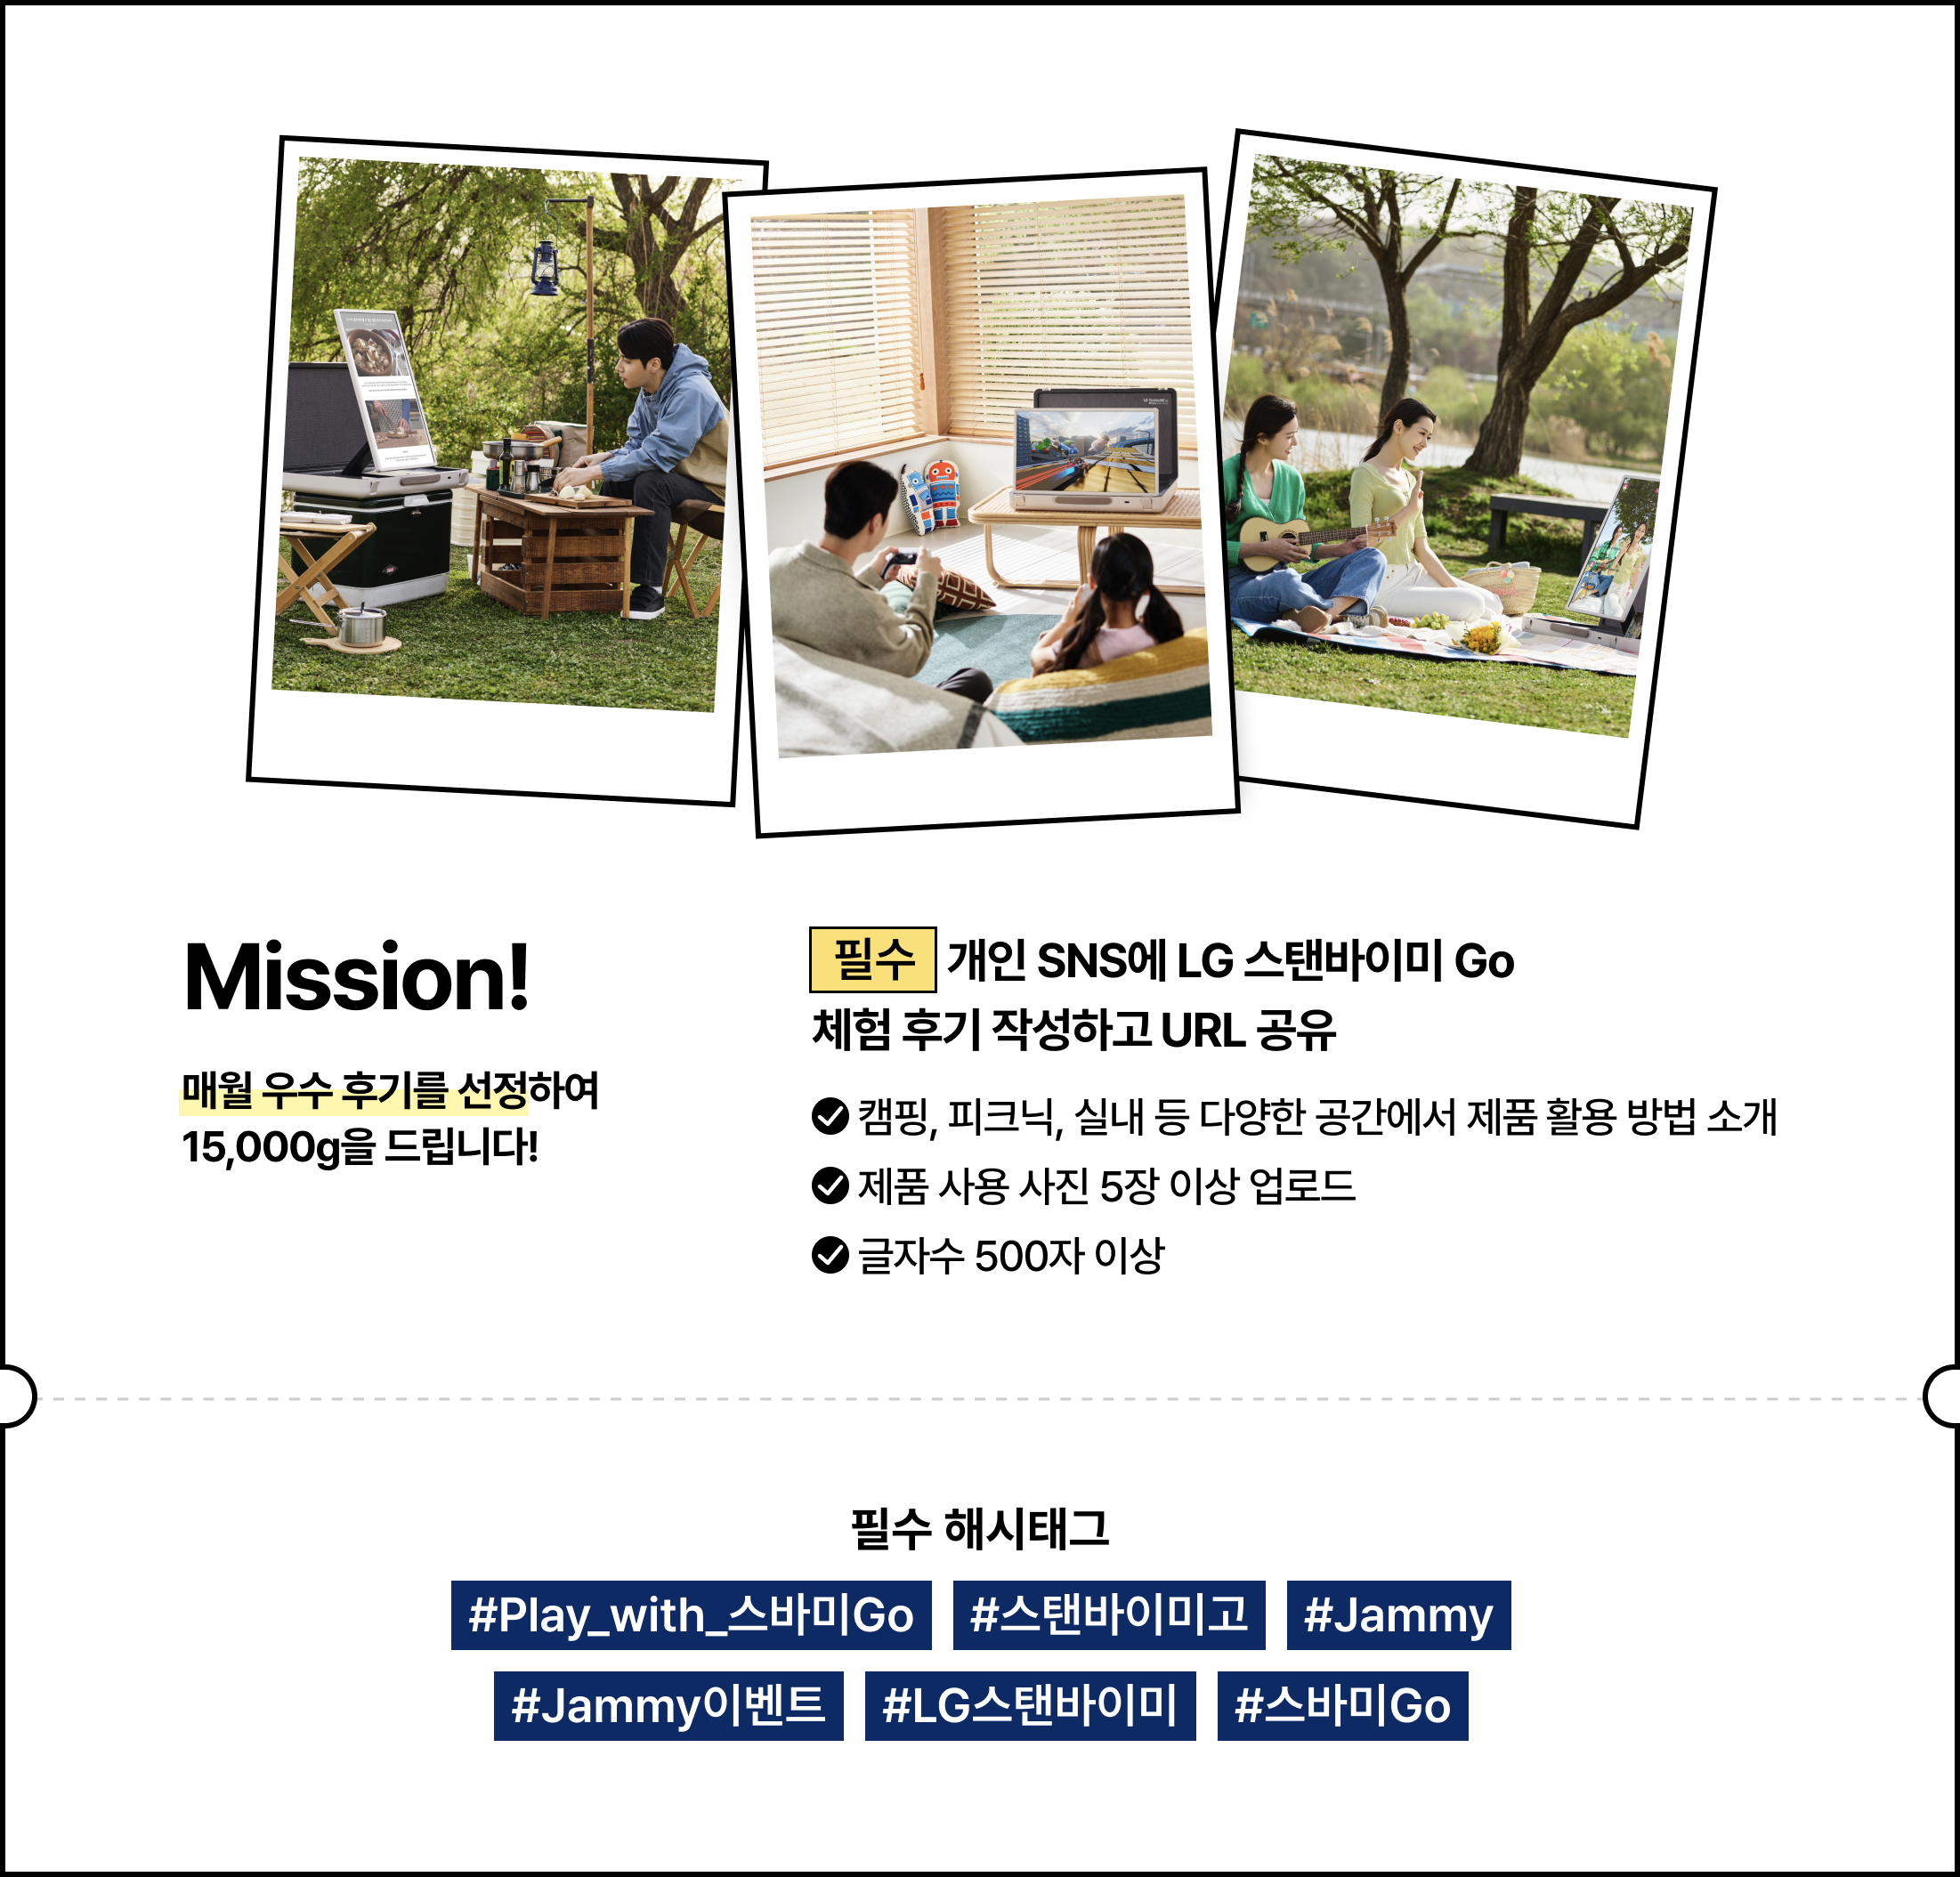 Mission!
매월 우수 후기를 선정하여
15,000g을 드립니다!
필수 개인 SNS에 LG 스탠바이미 Go
체험 후기 작성하고 URL 공유
캠핑, 피크닉, 실내 등 다양한 공간에서 제품 활용 방법 소개
제품 사용 사진 5장 이상 업로드
글자수 500자 이상
필수 해시태그
#Play_with_스바미Go #스탠바이미고 #Jammy
#Jammy이벤트 #LG스탠바이미 #스바미Go